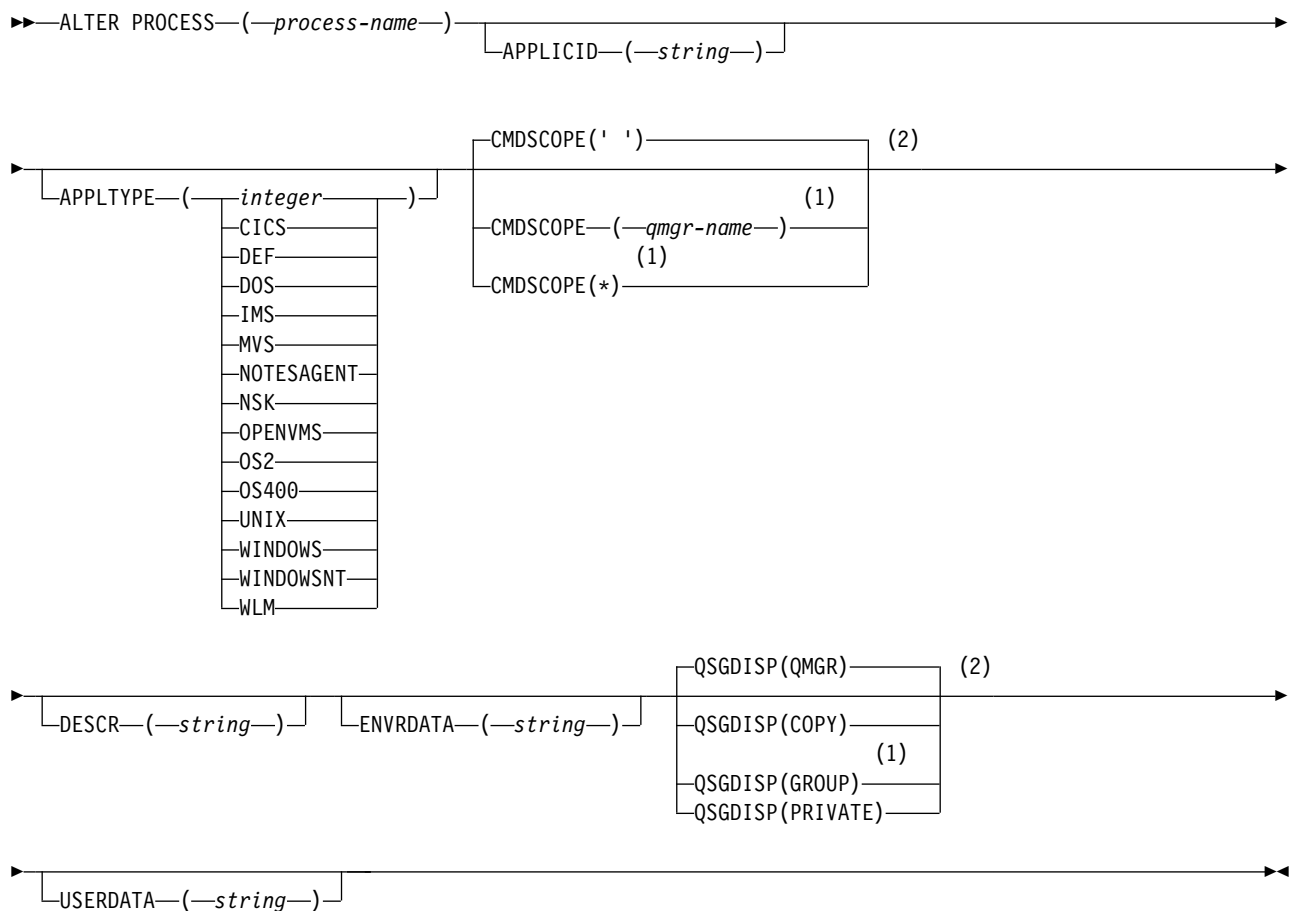 ALTER PROCESS ( process-name )
APPLICID ( string )
CMDSCOPE(' ') (2)
APPLTYPE ( integer ) (1)
CICS CMDSCOPE ( qmgr-name )
DEF (1)
DOS CMDSCOPE(*)
IMS
MVS
NOTESAGENT
NSK
OPENVMS
OS2
OS400
UNIX
WINDOWS
WINDOWSNT
WLM
QSGDISP(QMGR) (2)
DESCR ( string ) ENVRDATA ( string ) QSGDISP(COPY)
(1)
QSGDISP(GROUP)
QSGDISP(PRIVATE)
USERDATA ( string )